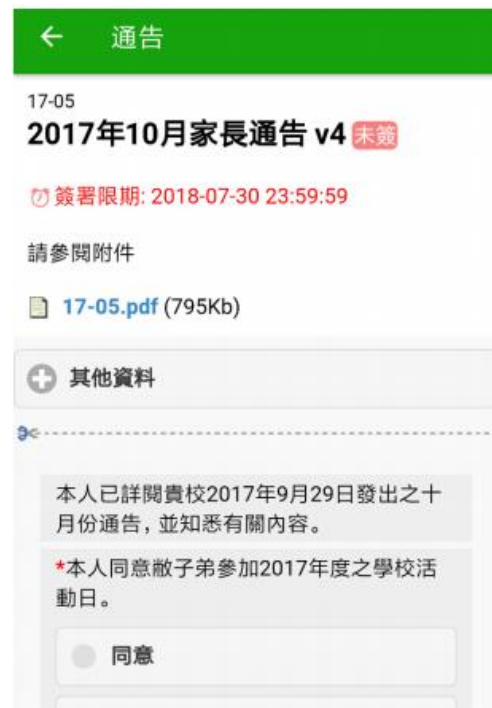 通告
17-05
2017年10月家長通告 v4 未簽
簽署限期: 2018-07-30 23:59:59
請參閱附件
17-05.pdf (795Kb)
其他資料
本人已詳閱貴校2017年9月29日發出之十
月份通告，並知悉有關內容。
*本人同意敝子弟參加2017年度之學校活
動日。
同意